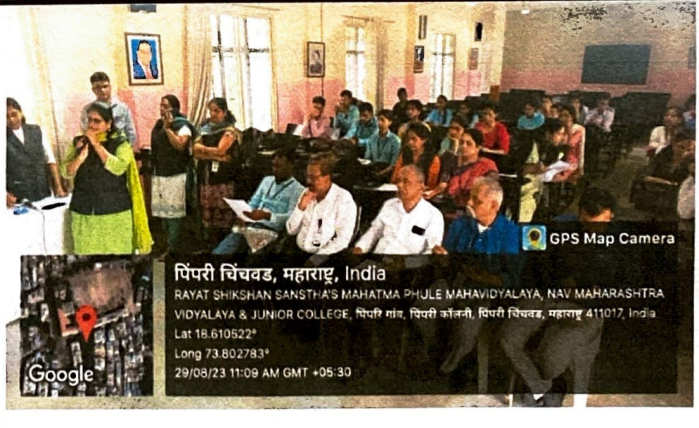 GPS Map Camera
पिंपरी चिंचवड, महाराष्ट्र, India
RAYAT SHIKSHAN SANSTHA'S MAHATMA PHULE MAHAVIDYALAYA, NAV MAHARASHTRA
VIDYALAYA & JUNIOR COLLEGE, पिंपरि गांव, पिंपरी कॉलनी, पिंपरी चिंचवड, महाराष्ट्र 411017, India
Lat 18.610522°
Long 73.802783°
29/08/23 11:09 AM GMT +05:30
Google